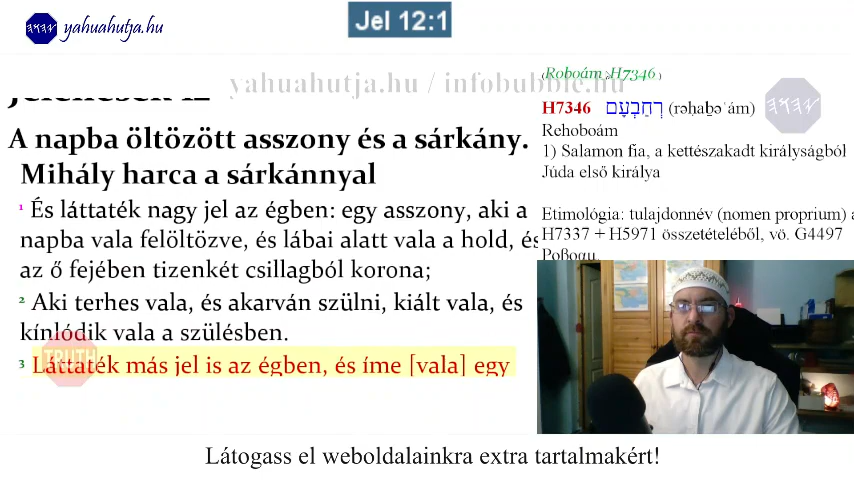 yahuahutja.hu
Jel 12:1
yahuahutja.hu / infobubble.hu
Jelenések 12
A napba öltözött asszony és a sárkány.
Mihály harca a sárkánnyal
1 És láttaték nagy jel az égben: egy asszony, aki a
napba vala felöltözve, és lábai alatt vala a hold, és
az ő fejében tizenkét csillagból korona;
2 Aki terhes vala, és akarván szülni, kiált vala, és
kínlódik vala a szülésben.
3 Láttaték más jel is az égben, és íme [vala] egy
TRUTH
(Roboám >H7346 )
H7346 רְחַבְעָם (rəḥaḇəʿám)
Rehoboám
1) Salamon fia, a kettészakadt királyságból
Júda első királya
Etimológia: tulajdonnév (nomen proprium) a
H7337 + H5971 összetételéből, vö. G4497
Ροβοαμ.
Látogass el weboldalainkra extra tartalmakért!